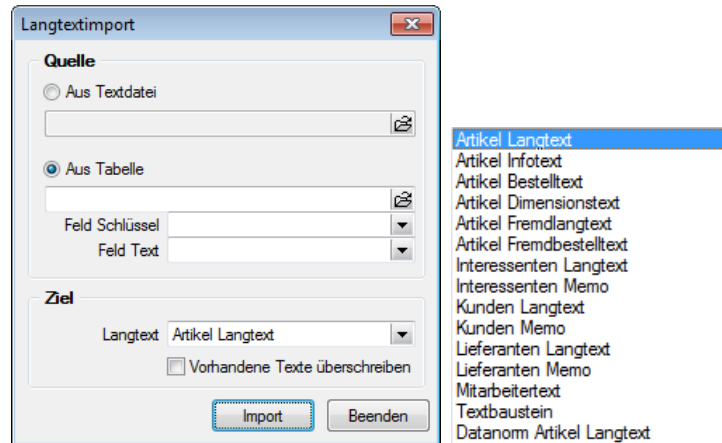 Langtextimport
Quelle
Aus Textdatei
Aus Tabelle
Feld Schlüssel
Feld Text
Ziel
Langtext Artikel Langtext
Vorhandene Texte überschreiben
Import Beenden
Artikel Langtext
Artikel Infotext
Artikel Bestelltext
Artikel Dimensionstext
Artikel Fremdlangtext
Artikel Fremdbestelltext
Interessenten Langtext
Interessenten Memo
Kunden Langtext
Kunden Memo
Lieferanten Langtext
Lieferanten Memo
Mitarbeitertext
Textbaustein
Datanorm Artikel Langtext